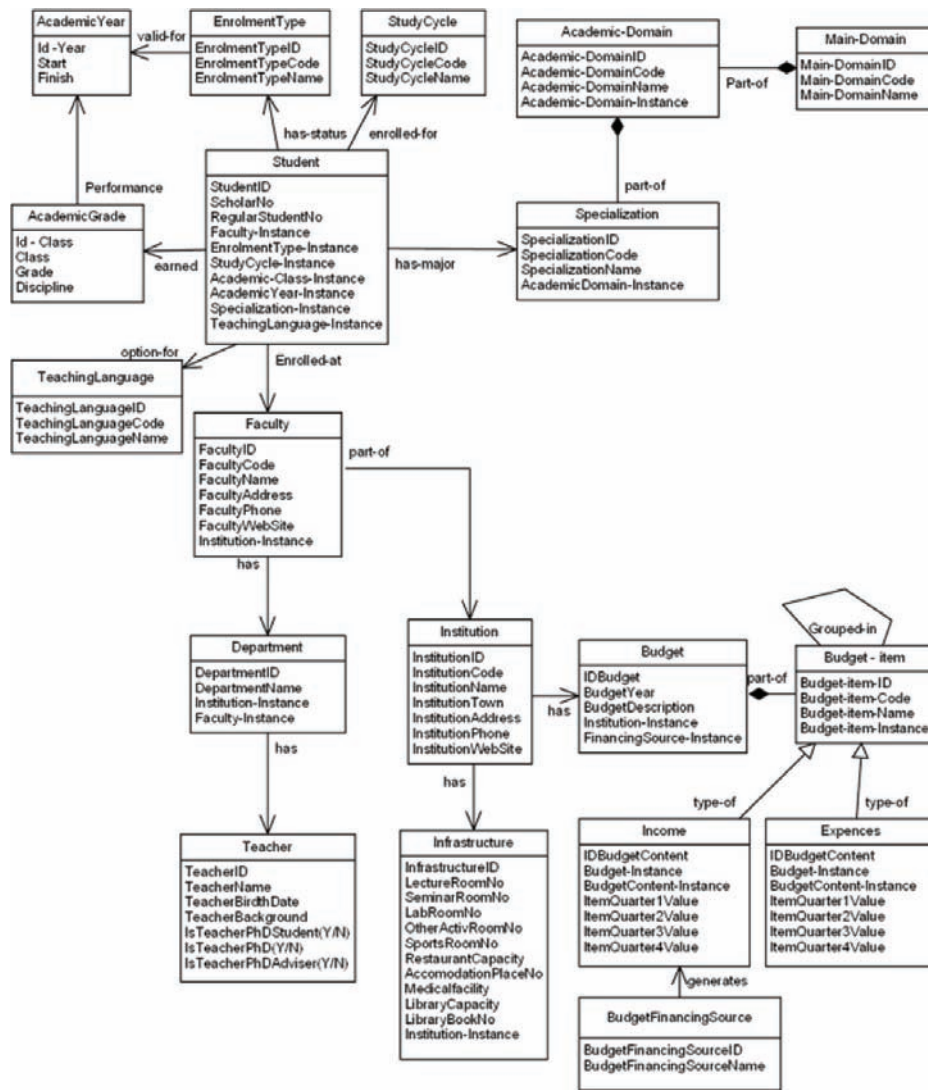 AcademicYear
Id -Year
Start
Finish
valid-for
EnrolmentType
EnrolmentTypeID
EnrolmentTypeCode
EnrolmentTypeName
StudyCycle
StudyCycleID
StudyCycleCode
StudyCycleName
Academic-Domain
Academic-DomainID
Academic-DomainCode
Academic-DomainName
Academic-Domain-Instance
Part-of
Main-Domain
Main-DomainID
Main-DomainCode
Main-DomainName
has-status
enrolled-for
Performance
Student
StudentID
ScholarNo
RegularStudentNo
Faculty-Instance
EnrolmentType-Instance
StudyCycle-Instance
Academic-Class-Instance
AcademicYear-Instance
Specialization-Instance
TeachingLanguage-Instance
part-of
AcademicGrade
Id - Class
Class
Grade
Discipline
earned
has-major
Specialization
SpecializationID
SpecializationCode
SpecializationName
AcademicDomain-Instance
option-for
Enrolled-at
TeachingLanguage
TeachingLanguageID
TeachingLanguageCode
TeachingLanguageName
Faculty
FacultyID
FacultyCode
FacultyName
FacultyAddress
FacultyPhone
FacultyWebSite
Institution-Instance
part-of
has
Department
DepartmentID
DepartmentName
Institution-Instance
Faculty-Instance
has
Institution
InstitutionID
InstitutionCode
InstitutionName
InstitutionTown
InstitutionAddress
InstitutionPhone
InstitutionWebSite
has
Budget
IDBudget
BudgetYear
BudgetDescription
Institution-Instance
FinancingSource-Instance
part-of
Grouped-in
Budget - item
Budget-item-ID
Budget-item-Code
Budget-item-Name
Budget-item-Instance
has
type-of
type-of
Teacher
TeacherID
TeacherName
TeacherBirdthDate
TeacherBackground
IsTeacherPhDStudent(Y/N)
IsTeacherPhD(Y/N)
IsTeacherPhDAdviser(Y/N)
Infrastructure
InfrastructureID
LectureRoomNo
SeminarRoomNo
LabRoomNo
OtherActivRoomNo
SportsRoomNo
RestaurantCapacity
AccomodationPlaceNo
Medicalfacility
LibraryCapacity
LibraryBookNo
Institution-Instance
Income
IDBudgetContent
Budget-Instance
BudgetContent-Instance
ItemQuarter1Value
ItemQuarter2Value
ItemQuarter3Value
ItemQuarter4Value
Expences
IDBudgetContent
Budget-Instance
BudgetContent-Instance
ItemQuarter1Value
ItemQuarter2Value
ItemQuarter3Value
ItemQuarter4Value
generates
BudgetFinancingSource
BudgetFinancingSourceID
BudgetFinancingSourceName